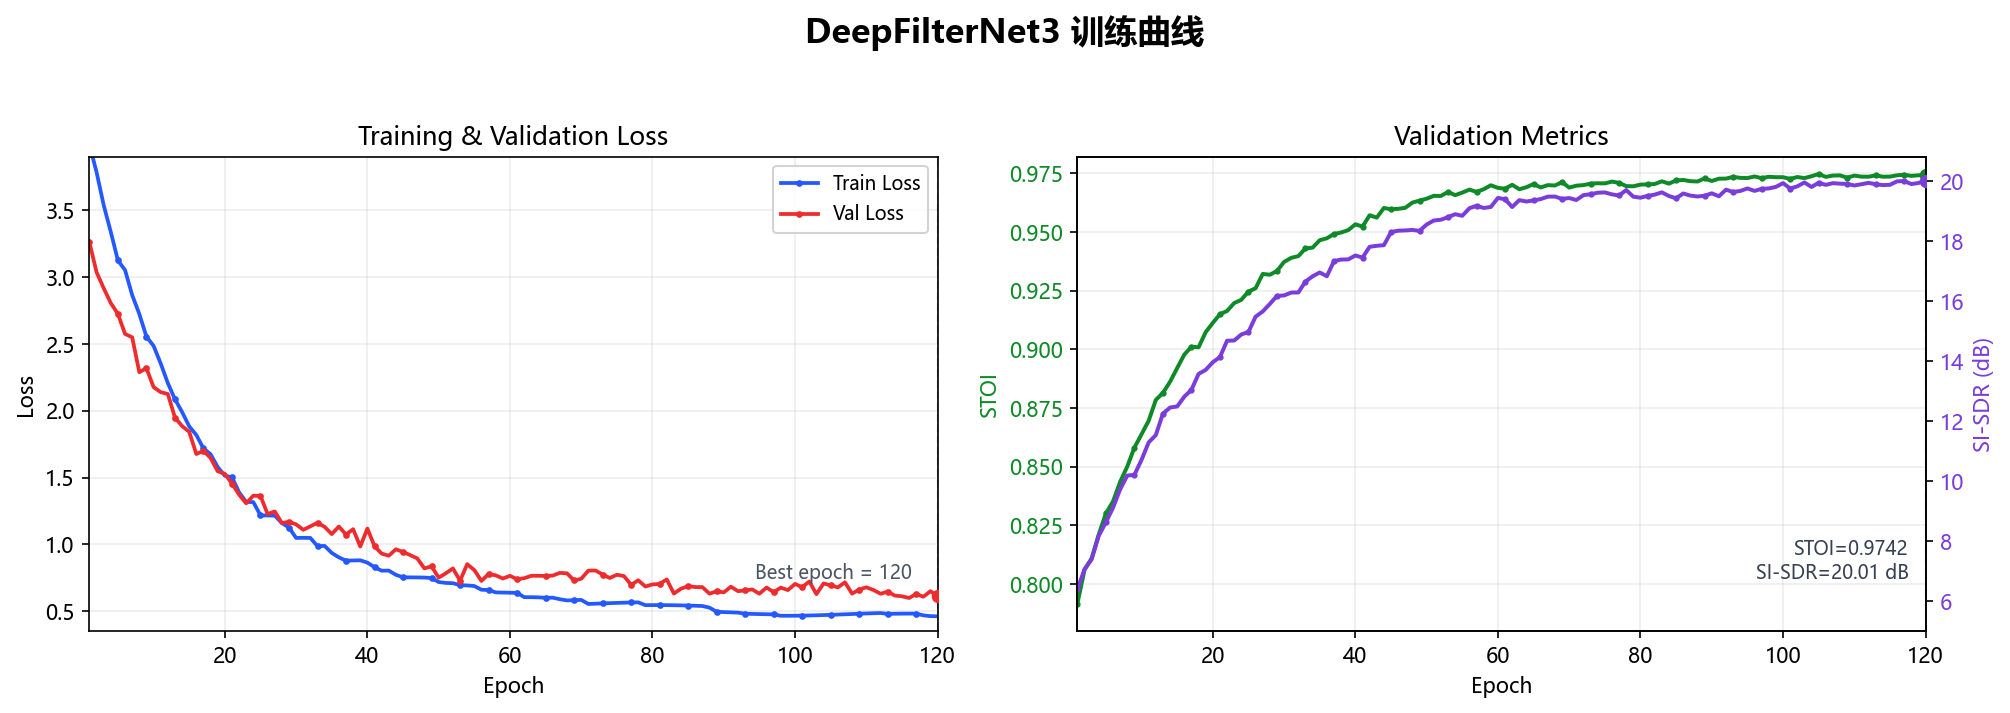 DeepFilterNet3 训练曲线
Training & Validation Loss
Train Loss
Val Loss
Loss
3.5
3.0
2.5
2.0
1.5
1.0
0.5
Best epoch = 120
20
40
60
80
100
120
Epoch
Validation Metrics
STOI
0.975
0.950
0.925
0.900
0.875
0.850
0.825
0.800
SI-SDR (dB)
20
18
16
14
12
10
8
6
STOI=0.9742
SI-SDR=20.01 dB
20
40
60
80
100
120
Epoch